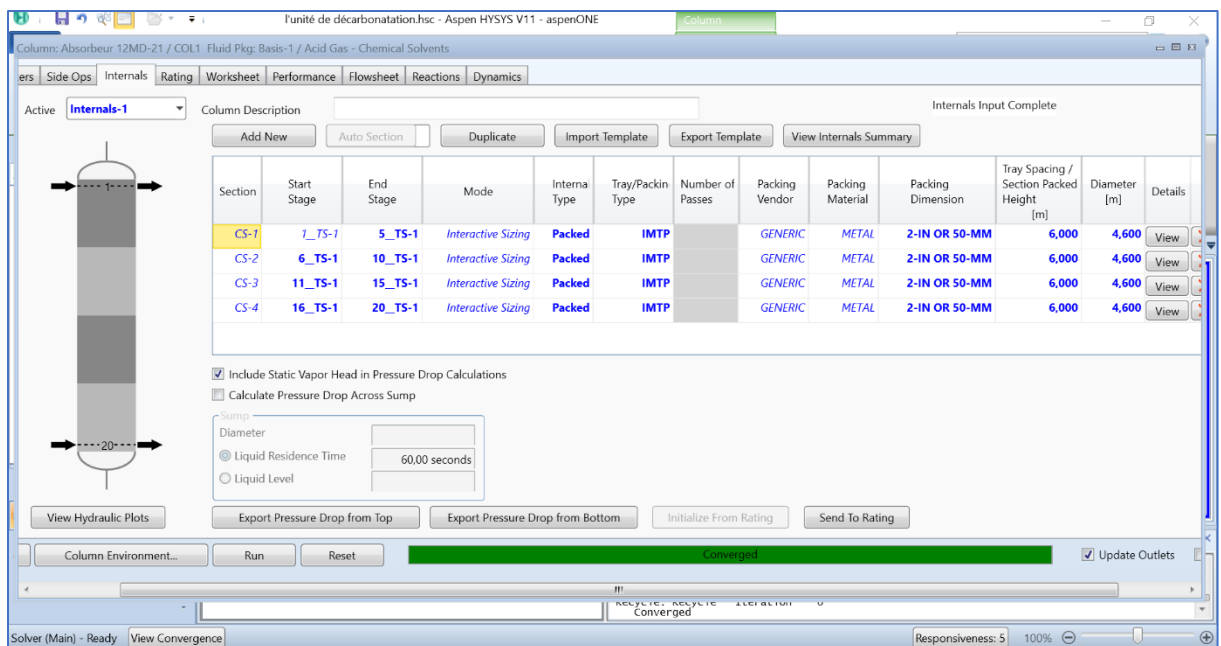 l'unité de décarbonatation.hsc - Aspen HYSYS V11 - aspenONE
Column
Column: Absorbeur 12MD-21 / COL1 Fluid Pkg: Basis-1 / Acid Gas - Chemical Solvents
ers Side Ops Internals Rating Worksheet Performance Flowsheet Reactions Dynamics
Active Internals-1 Column Description Internals Input Complete
Add New Auto Section Duplicate Import Template Export Template View Internals Summary
Section Start Stage End Stage Mode Interna Type Tray/Packin Type Number of Passes Packing Vendor Packing Material Packing Dimension Tray Spacing / Section Packed Height [m] Diameter [m] Details
CS-1 1__TS-1 5__TS-1 Interactive Sizing Packed IMTP GENERIC METAL 2-IN OR 50-MM 6,000 4,600 View
CS-2 6__TS-1 10__TS-1 Interactive Sizing Packed IMTP GENERIC METAL 2-IN OR 50-MM 6,000 4,600 View
CS-3 11__TS-1 15__TS-1 Interactive Sizing Packed IMTP GENERIC METAL 2-IN OR 50-MM 6,000 4,600 View
CS-4 16__TS-1 20__TS-1 Interactive Sizing Packed IMTP GENERIC METAL 2-IN OR 50-MM 6,000 4,600 View
1
20
Include Static Vapor Head in Pressure Drop Calculations
Calculate Pressure Drop Across Sump
Sump
Diameter
Liquid Residence Time 60,00 seconds
Liquid Level
View Hydraulic Plots Export Pressure Drop from Top Export Pressure Drop from Bottom Initialize From Rating Send To Rating
Column Environment... Run Reset Converged Update Outlets
Converged
Solver (Main) - Ready View Convergence Responsiveness: 5 100%